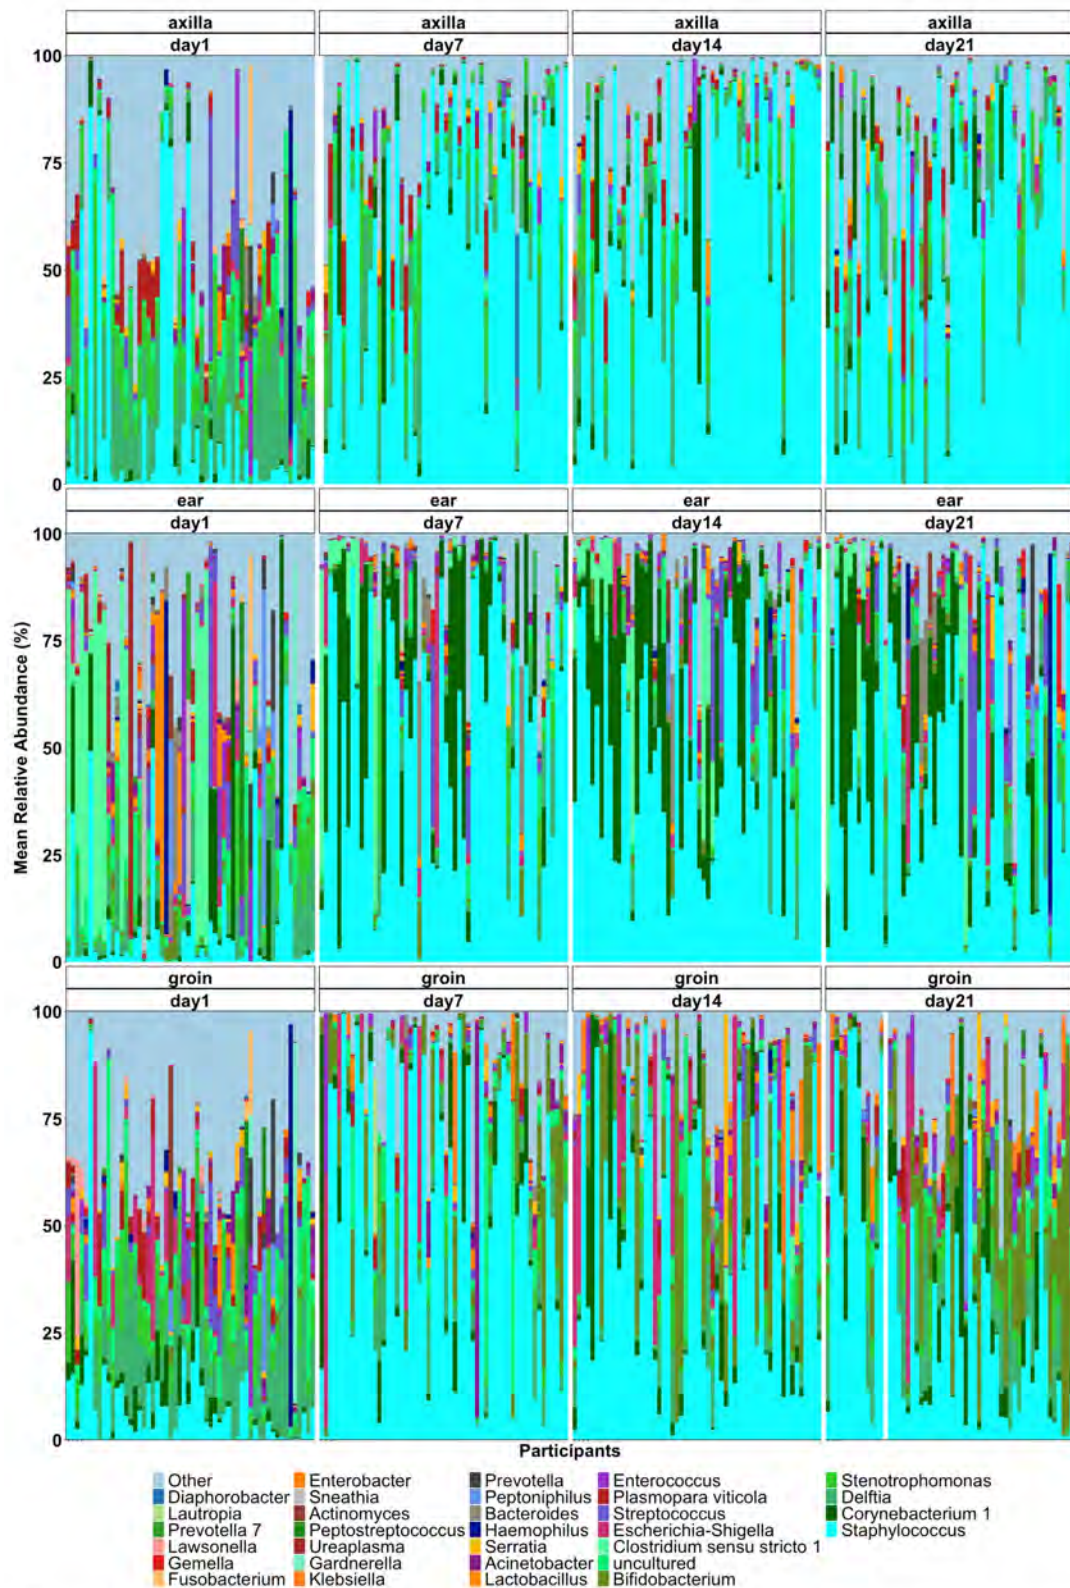 axilla axilla axilla axilla
day1 day7 day14 day21
100
75
50
25
0
ear ear ear ear
day1 day7 day14 day21
100
75
50
25
0
Mean Relative Abundance (%)
groin groin groin groin
day1 day7 day14 day21
100
75
50
25
0
Participants
Other Enterobacter Prevotella Enterococcus Stenotrophomonas
Diaphorobacter Sneathia Peptoniphilus Plasmopara viticola Delftia
Lautropia Actinomyces Bacteroides Streptococcus Corynebacterium 1
Prevotella 7 Peptostreptococcus Haemophilus Escherichia-Shigella Staphylococcus
Lawsonella Ureaplasma Serratia Clostridium sensu stricto 1
Gemella Gardnerella Acinetobacter uncultured
Fusobacterium Klebsiella Lactobacillus Bifidobacterium